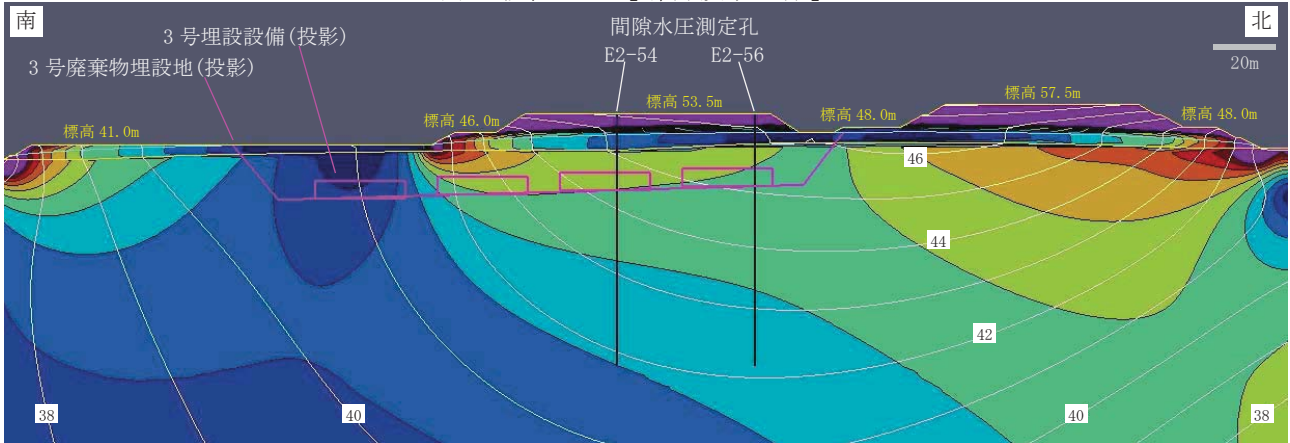 南
北
3号埋設設備(投影)
間隙水圧測定孔
3号廃棄物埋設地(投影)
E2-54
E2-56
20m
標高 41.0m
標高 46.0m
標高 53.5m
標高 48.0m
標高 57.5m
標高 48.0m
46
44
42
38
40
40
38